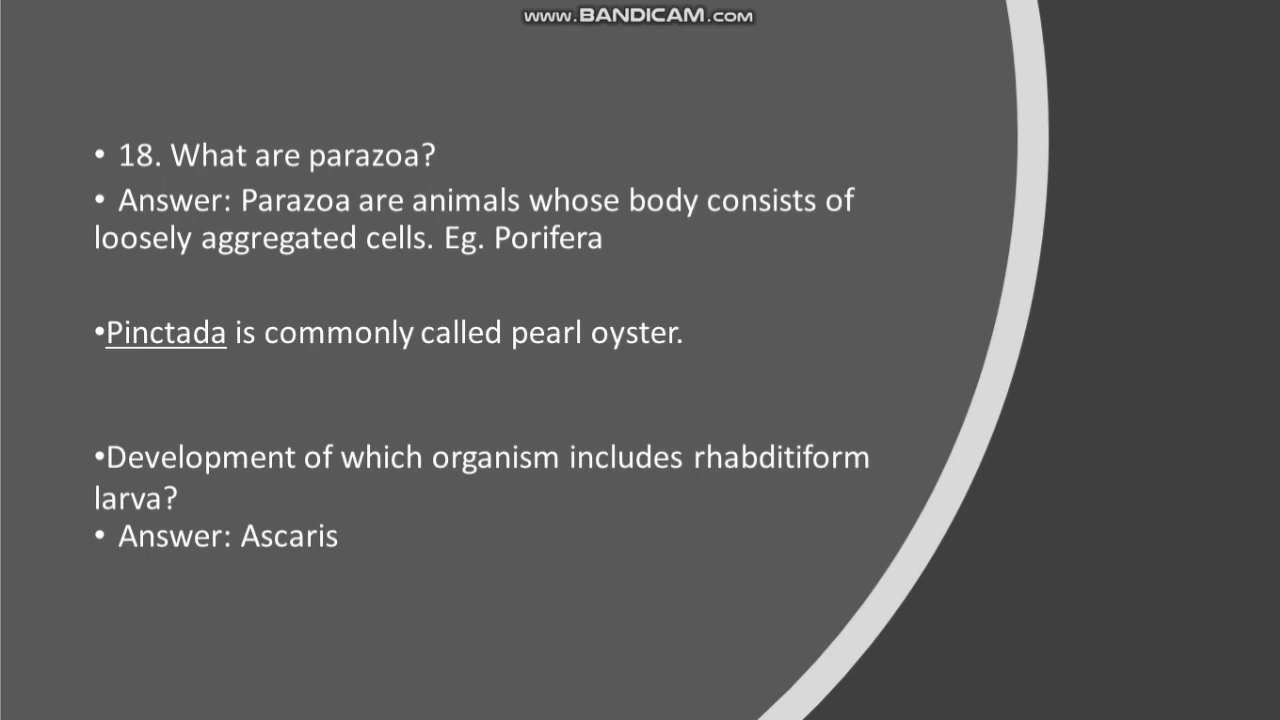 www.BANDICAM.com
• 18. What are parazoa?
• Answer: Parazoa are animals whose body consists of
loosely aggregated cells. Eg. Porifera
•Pinctada is commonly called pearl oyster.
•Development of which organism includes rhabditiform
larva?
• Answer: Ascaris